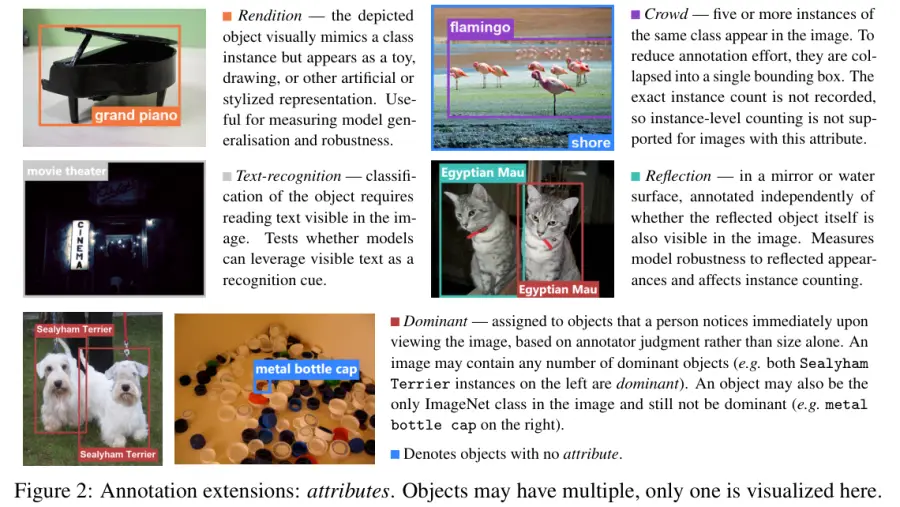 grand piano
Rendition — the depicted
object visually mimics a class
instance but appears as a toy,
drawing, or other artificial or
stylized representation. Use-
ful for measuring model gen-
eralisation and robustness.
flamingo
shore
Crowd — five or more instances of
the same class appear in the image. To
reduce annotation effort, they are col-
lapsed into a single bounding box. The
exact instance count is not recorded,
so instance-level counting is not sup-
ported for images with this attribute.
movie theater
CINEMA
Text-recognition — classifi-
cation of the object requires
reading text visible in the im-
age. Tests whether models
can leverage visible text as a
recognition cue.
Egyptian Mau
Egyptian Mau
Reflection — in a mirror or water
surface, annotated independently of
whether the reflected object itself is
also visible in the image. Measures
model robustness to reflected appear-
ances and affects instance counting.
Sealyham Terrier
Sealyham Terrier
metal bottle cap
Dominant — assigned to objects that a person notices immediately upon
viewing the image, based on annotator judgment rather than size alone. An
image may contain any number of dominant objects (e.g. both Sealyham
Terrier instances on the left are dominant). An object may also be the
only ImageNet class in the image and still not be dominant (e.g. metal
bottle cap on the right).
Denotes objects with no attribute.
Figure 2: Annotation extensions: attributes. Objects may have multiple, only one is visualized here.